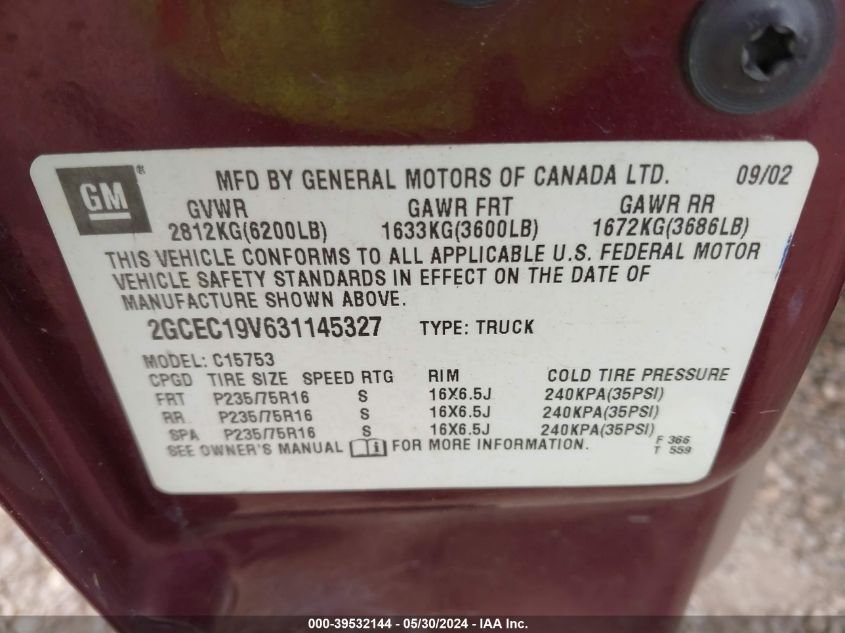 GM ®
MFD BY GENERAL MOTORS OF CANADA LTD. 09/02
GVWR GAWR FRT GAWR RR
2812KG(6200LB) 1633KG(3600LB) 1672KG(3686LB)
THIS VEHICLE CONFORMS TO ALL APPLICABLE U.S. FEDERAL MOTOR
VEHICLE SAFETY STANDARDS IN EFFECT ON THE DATE OF
MANUFACTURE SHOWN ABOVE.
2GCEC19V631145327 TYPE: TRUCK
MODEL: C15753
CPGD TIRE SIZE SPEED RTG RIM COLD TIRE PRESSURE
FRT P235/75R16 S 16X6.5J 240KPA(35PSI)
RR P235/75R16 S 16X6.5J 240KPA(35PSI)
SPA P235/75R16 S 16X6.5J 240KPA(35PSI)
SEE OWNER'S MANUAL i FOR MORE INFORMATION.
F 366
T 559
000-39532144 - 05/30/2024 - IAA Inc.